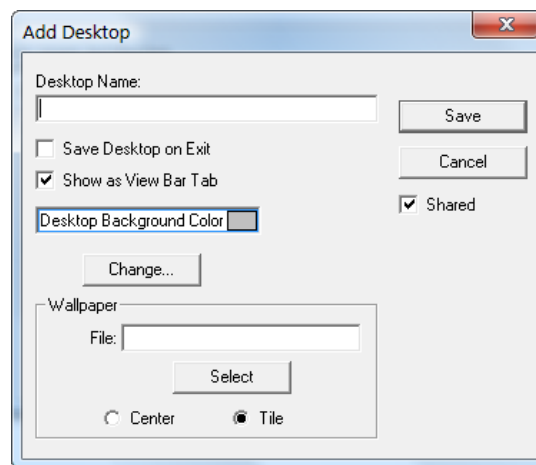 Add Desktop
Desktop Name:
Save
Save Desktop on Exit
Cancel
Show as View Bar Tab
Shared
Desktop Background Color
Change...
Wallpaper
File:
Select
Center
Tile